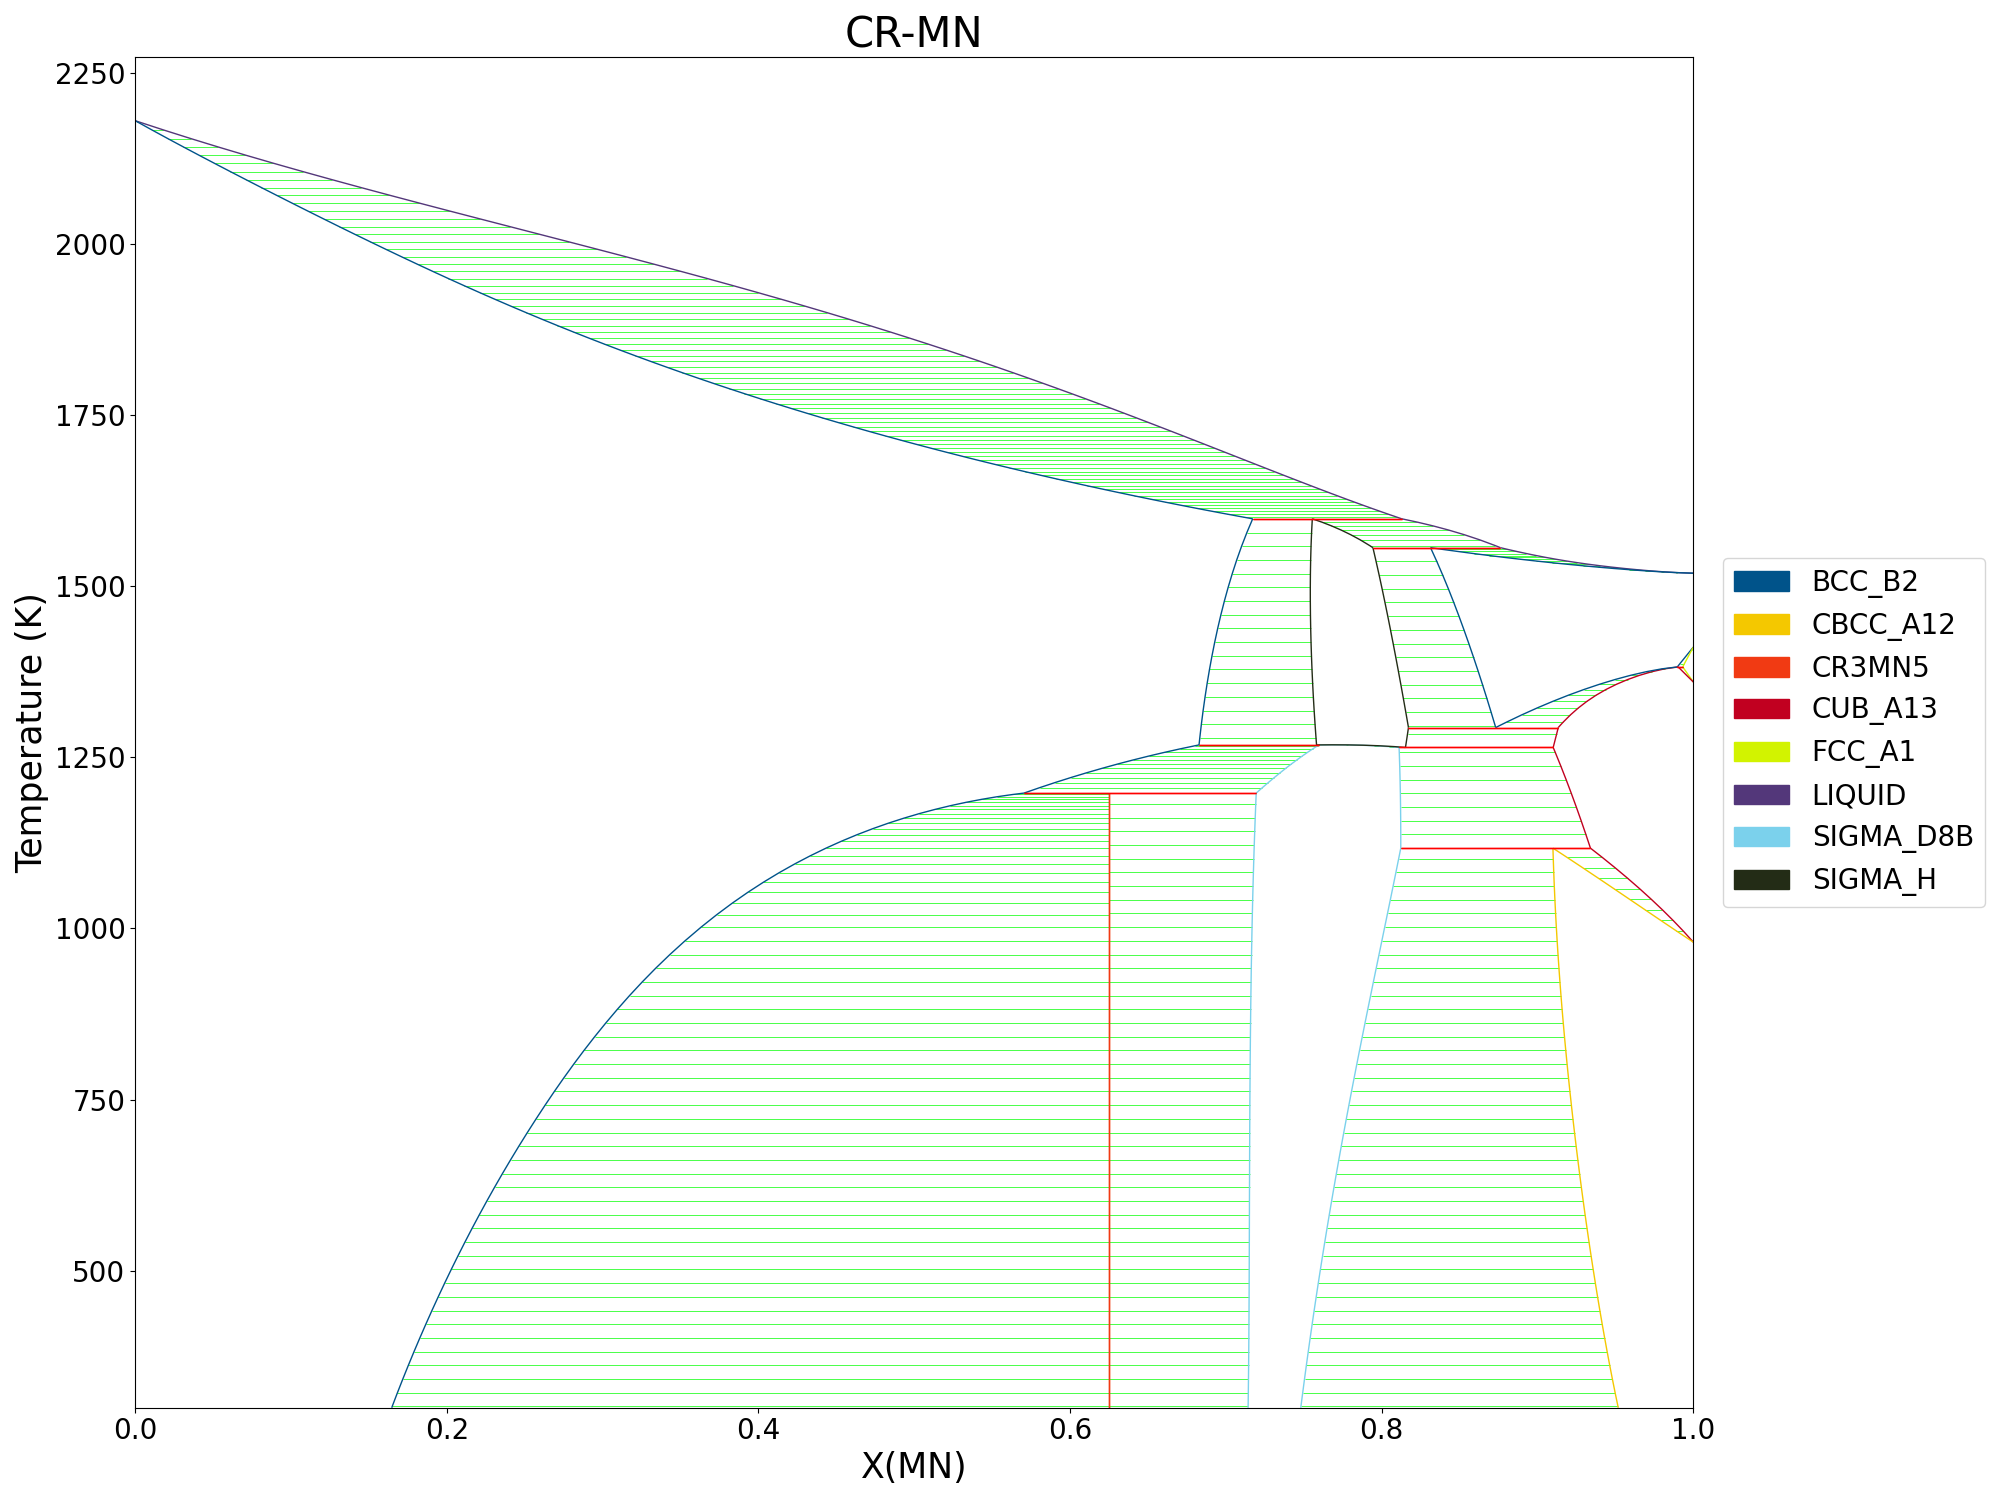 CR-MN
2250
2000
1750
1500
1250
1000
750
500
Temperature (K)
0.0 0.2 0.4 0.6 0.8 1.0
X(MN)
BCC_B2
CBCC_A12
CR3MN5
CUB_A13
FCC_A1
LIQUID
SIGMA_D8B
SIGMA_H